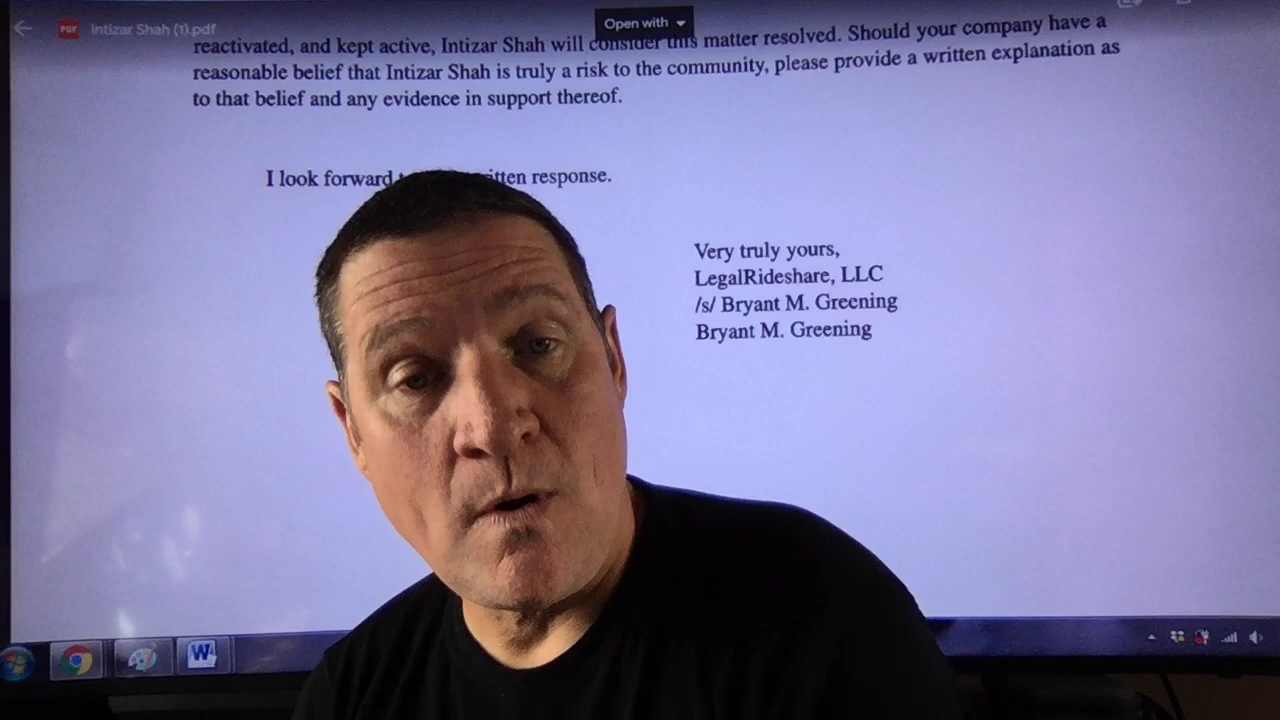 Intizar Shah (1).pdf
Open with
reactivated, and kept active, Intizar Shah will consider this matter resolved. Should your company have a
reasonable belief that Intizar Shah is truly a risk to the community, please provide a written explanation as
to that belief and any evidence in support thereof.
I look forward response.
Very truly yours,
LegalRideshare, LLC
/s/ Bryant M. Greening
Bryant M. Greening